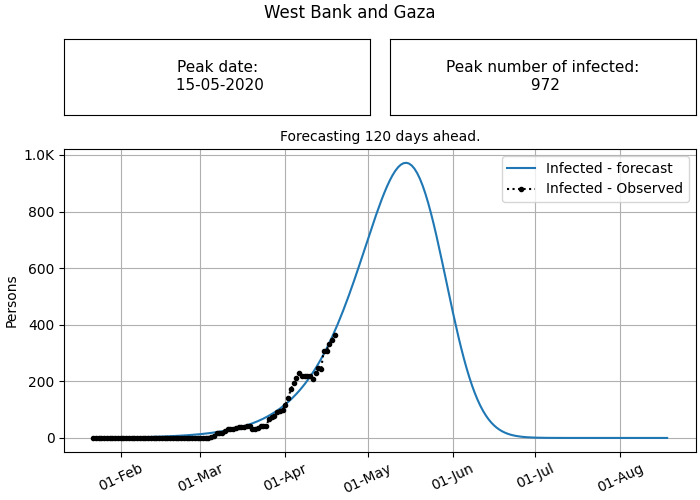 West Bank and Gaza
Peak date:
15-05-2020
Peak number of infected:
972
Forecasting 120 days ahead.
Infected - forecast
Infected - Observed
Persons
1.0K
800
600
400
200
0
01-Feb
01-Mar
01-Apr
01-May
01-Jun
01-Jul
01-Aug